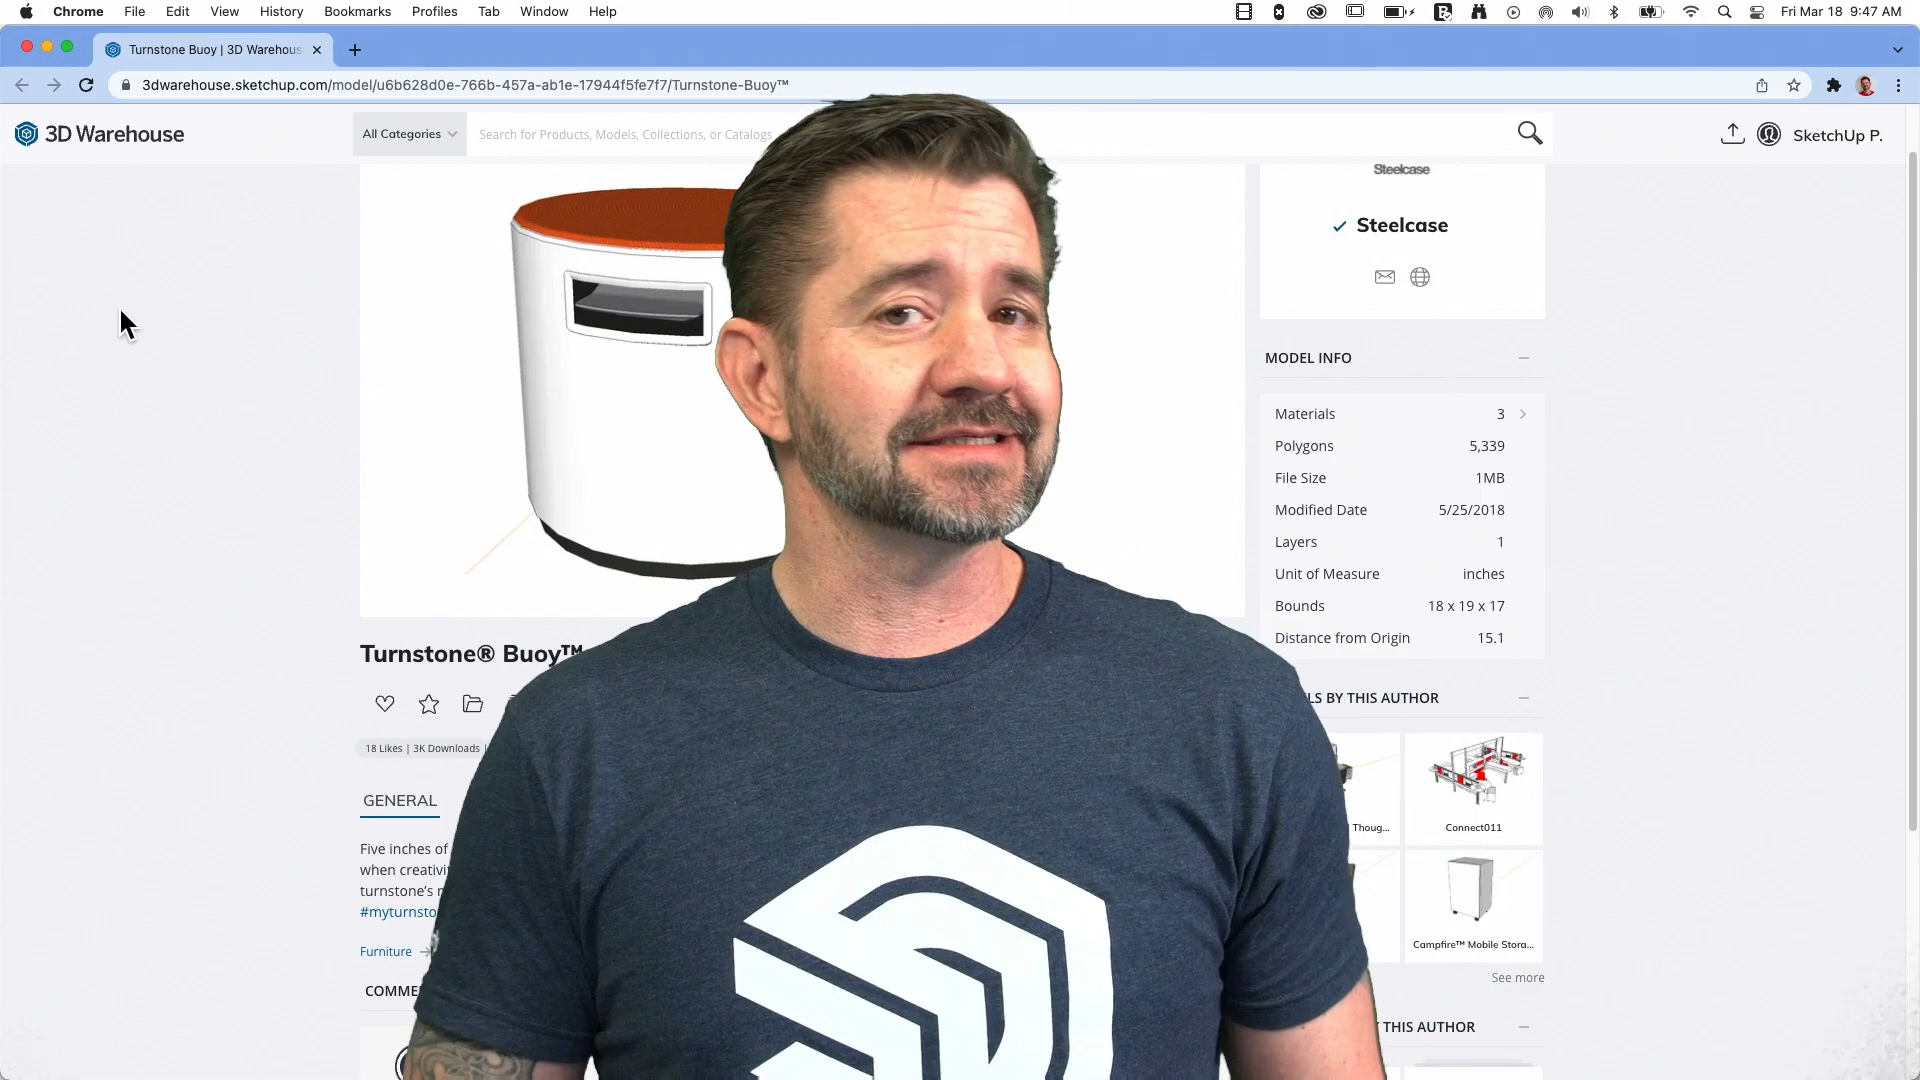 Chrome File Edit View History Bookmarks Profiles Tab Window Help Fri Mar 18 9:47 AM
Turnstone Buoy | 3D Warehous
3dwarehouse.sketchup.com/model/u6b628d0e-766b-457a-ab1e-17944f5fe7f7/Turnstone-Buoy™
3D Warehouse All Categories Search for Products, Models, Collections, or Catalogs SketchUp P.
Steelcase
Steelcase
MODEL INFO
Materials 3
Polygons 5,339
File Size 1MB
Modified Date 5/25/2018
Layers 1
Unit of Measure inches
Bounds 18 x 19 x 17
Distance from Origin 15.1
Turnstone® Buoy™
18 Likes | 3K Downloads |
GENERAL
Five inches of
when creativi
turnstone's
#myturnsto
Furniture
COMME
LS BY THIS AUTHOR
Thoug...
Connect011
Campfire™ Mobile Stora...
See more
THIS AUTHOR